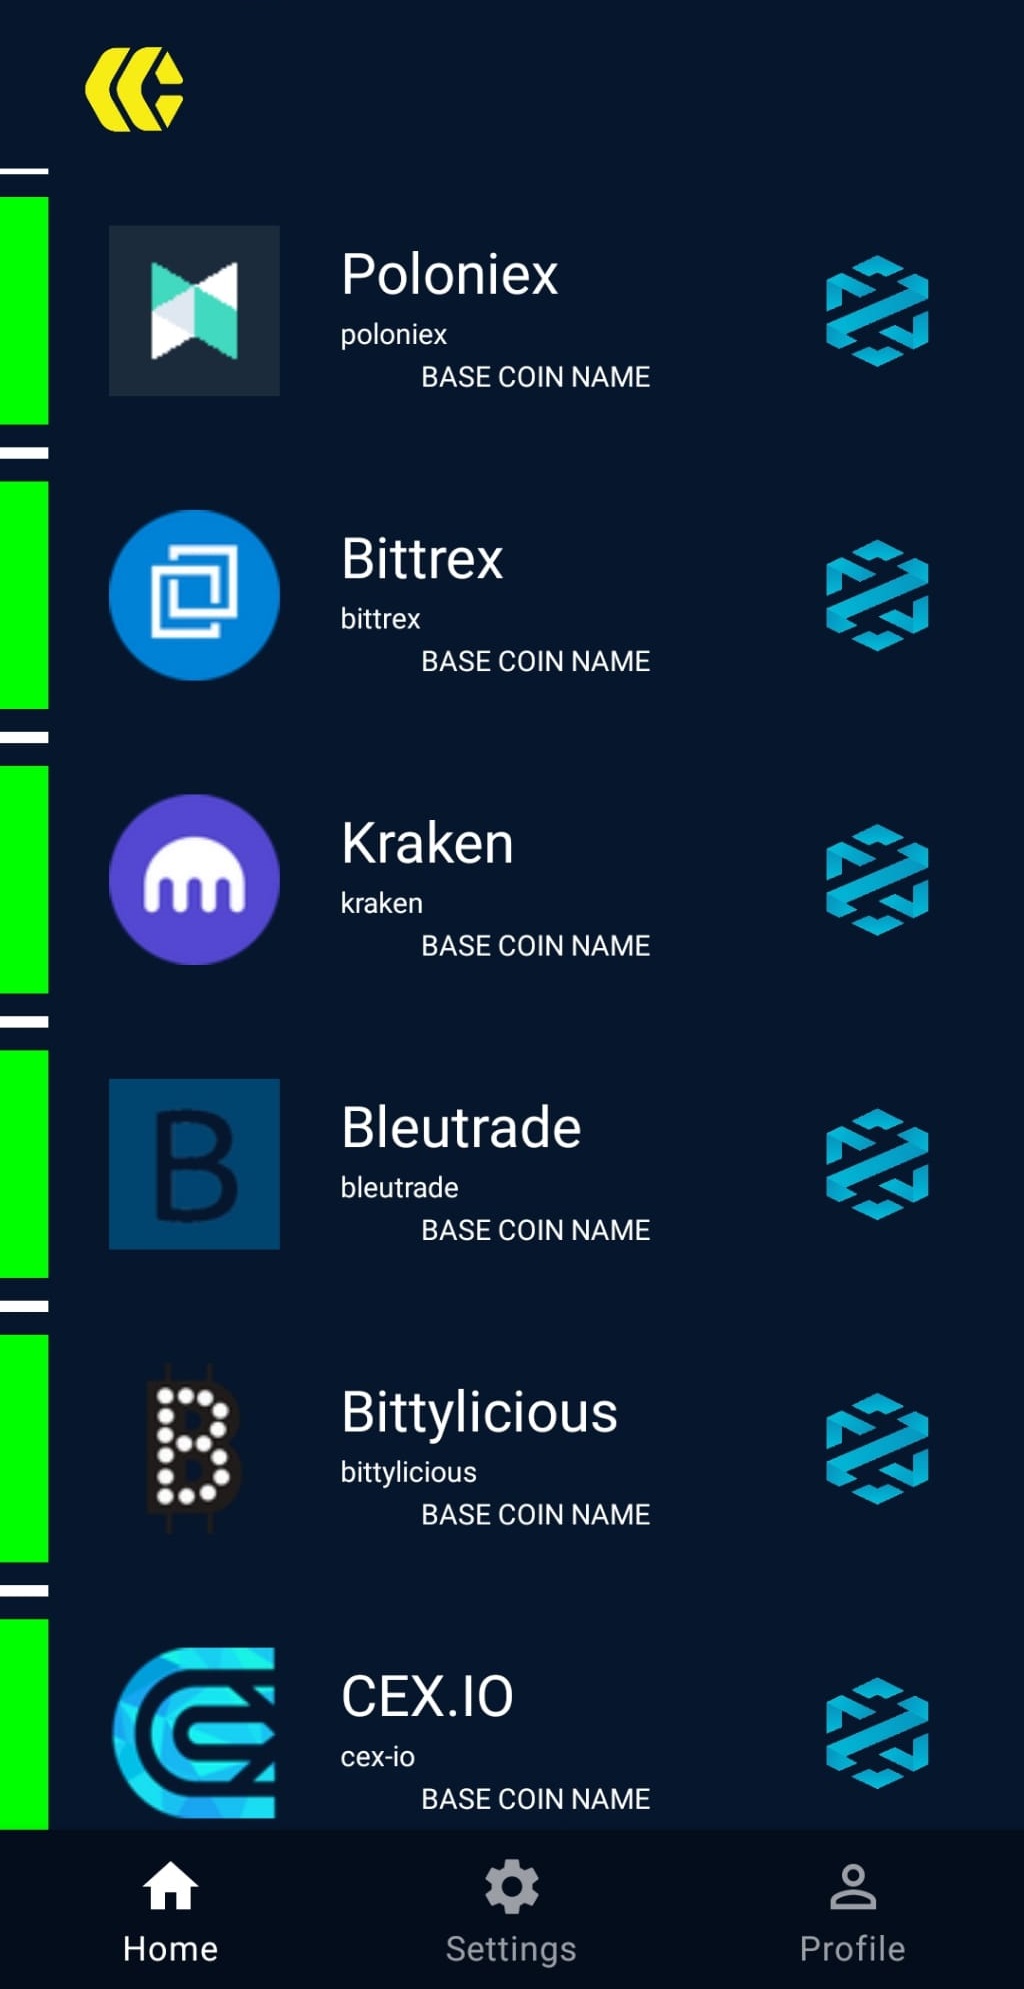 Poloniex
poloniex
BASE COIN NAME
Bittrex
bittrex
BASE COIN NAME
Kraken
kraken
BASE COIN NAME
Bleutrade
bleutrade
BASE COIN NAME
Bittylicious
bittylicious
BASE COIN NAME
CEX.IO
cex-io
BASE COIN NAME
Home Settings Profile